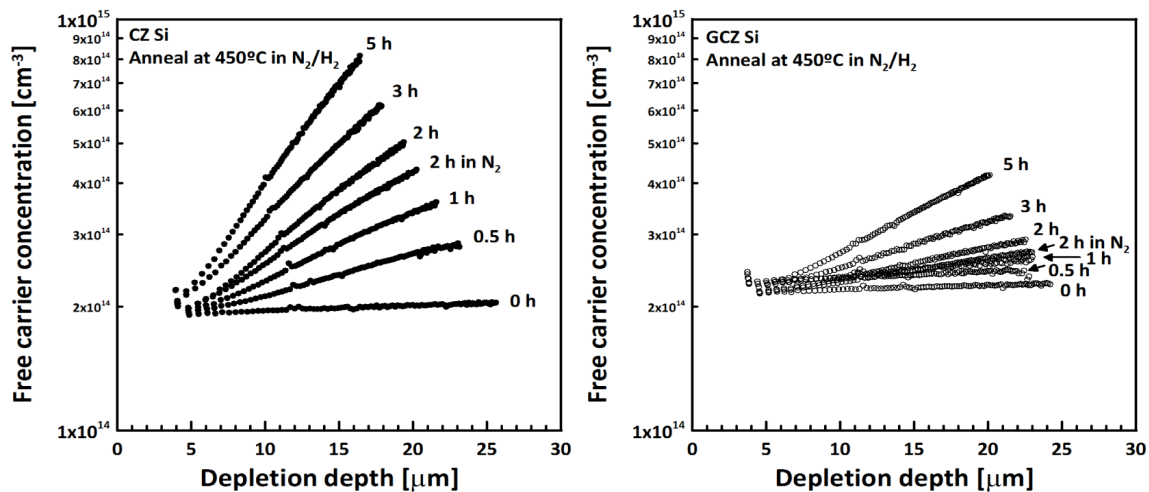 CZ Si
Anneal at 450ºC in N2/H2
Free carrier concentration [cm-3]
1x10^15
9x10^14
8x10^14
7x10^14
6x10^14
5x10^14
4x10^14
3x10^14
2x10^14
1x10^14
5 h
3 h
2 h
2 h in N2
1 h
0.5 h
0 h
0 5 10 15 20 25 30
Depletion depth [μm]
GCZ Si
Anneal at 450ºC in N2/H2
Free carrier concentration [cm-3]
1x10^15
9x10^14
8x10^14
7x10^14
6x10^14
5x10^14
4x10^14
3x10^14
2x10^14
1x10^14
5 h
3 h
2 h
2 h in N2
1 h
0.5 h
0 h
0 5 10 15 20 25 30
Depletion depth [μm]